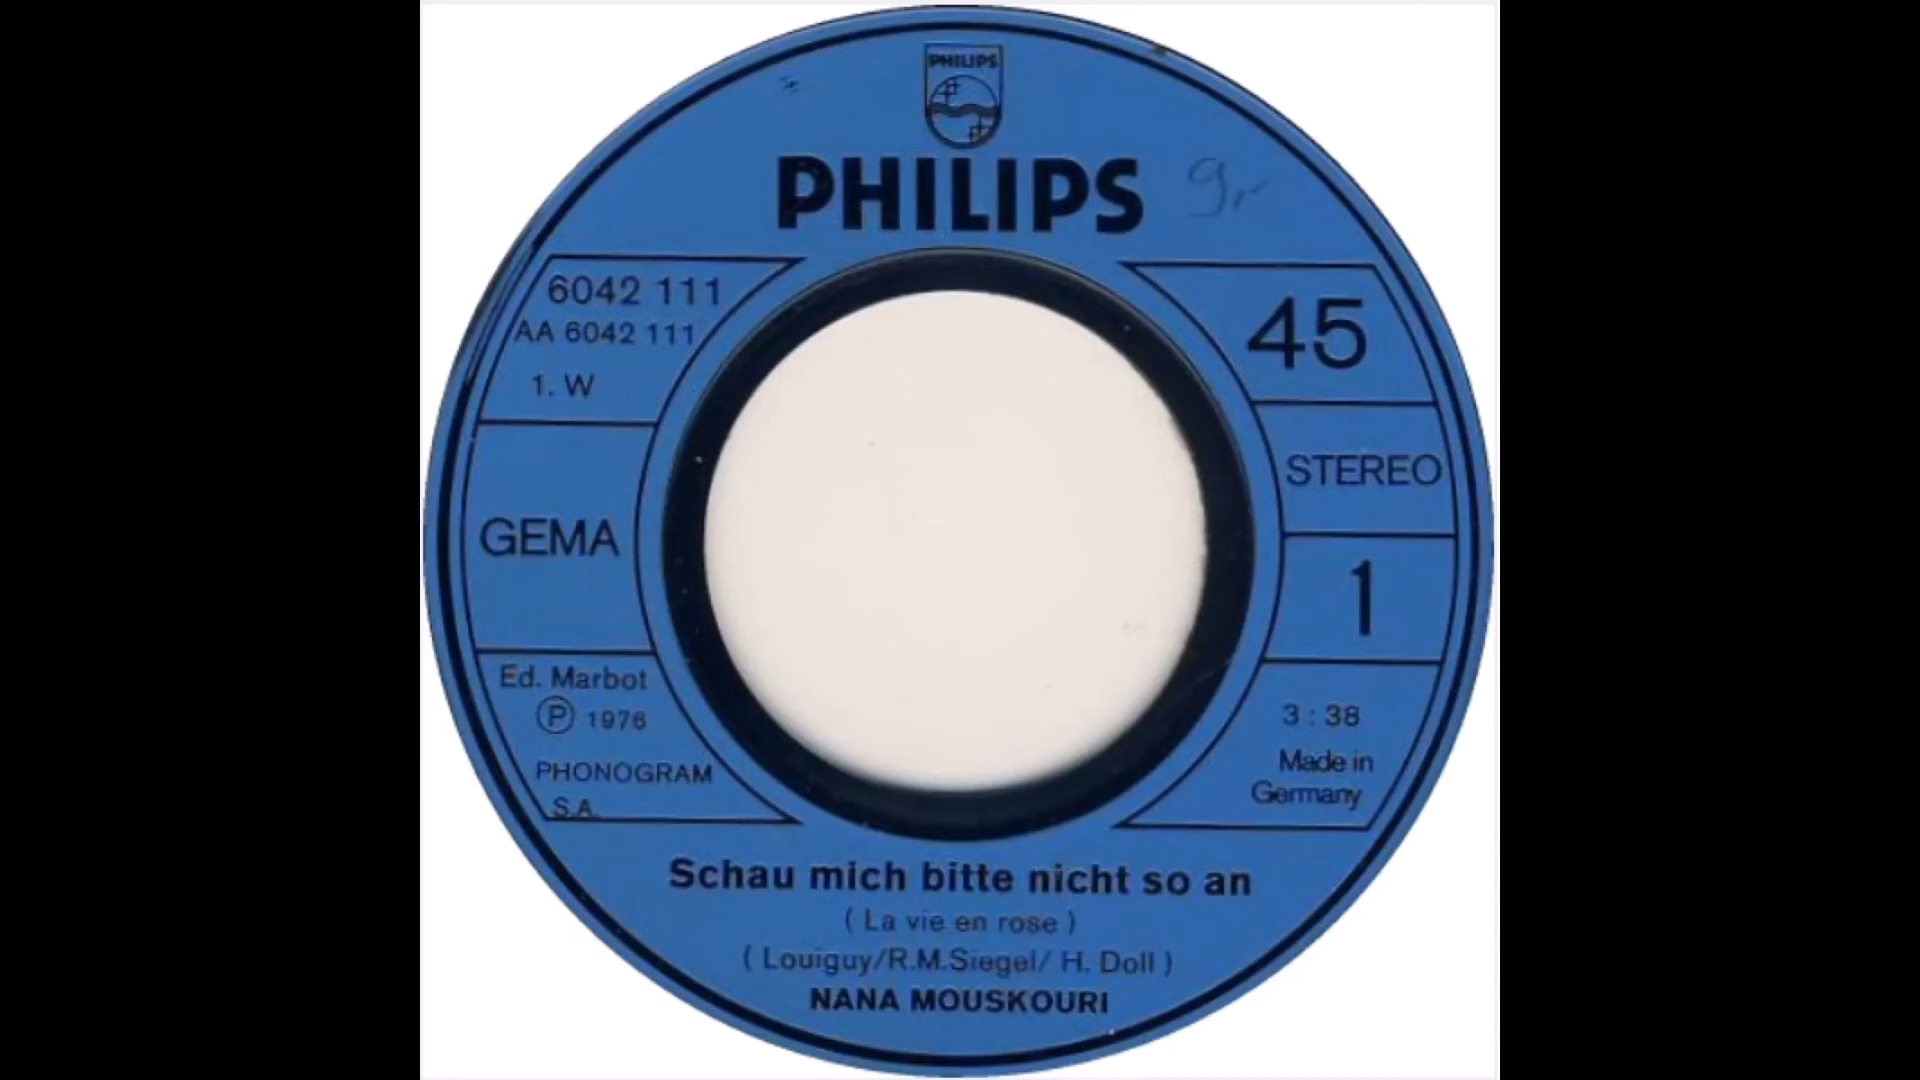 PHILIPS
PHILIPS
6042 111
AA 6042 111
1. W
GEMA
Ed. Marbot
Ⓟ 1976
PHONOGRAM
S.A.
45
STEREO
1
3 : 38
Made in
Germany
Schau mich bitte nicht so an
( La vie en rose )
( Louiguy/R.M.Siegel/ H. Doll )
NANA MOUSKOURI